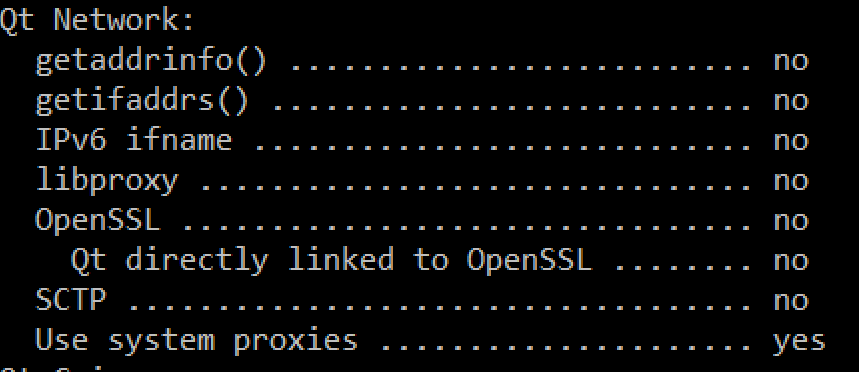 Qt Network:
  getaddrinfo() .......................... no
  getifaddrs() ........................... no
  IPv6 ifname ............................ no
  libproxy ............................... no
  OpenSSL ................................ no
    Qt directly linked to OpenSSL ........ no
  SCTP ................................... no
  Use system proxies ..................... yes